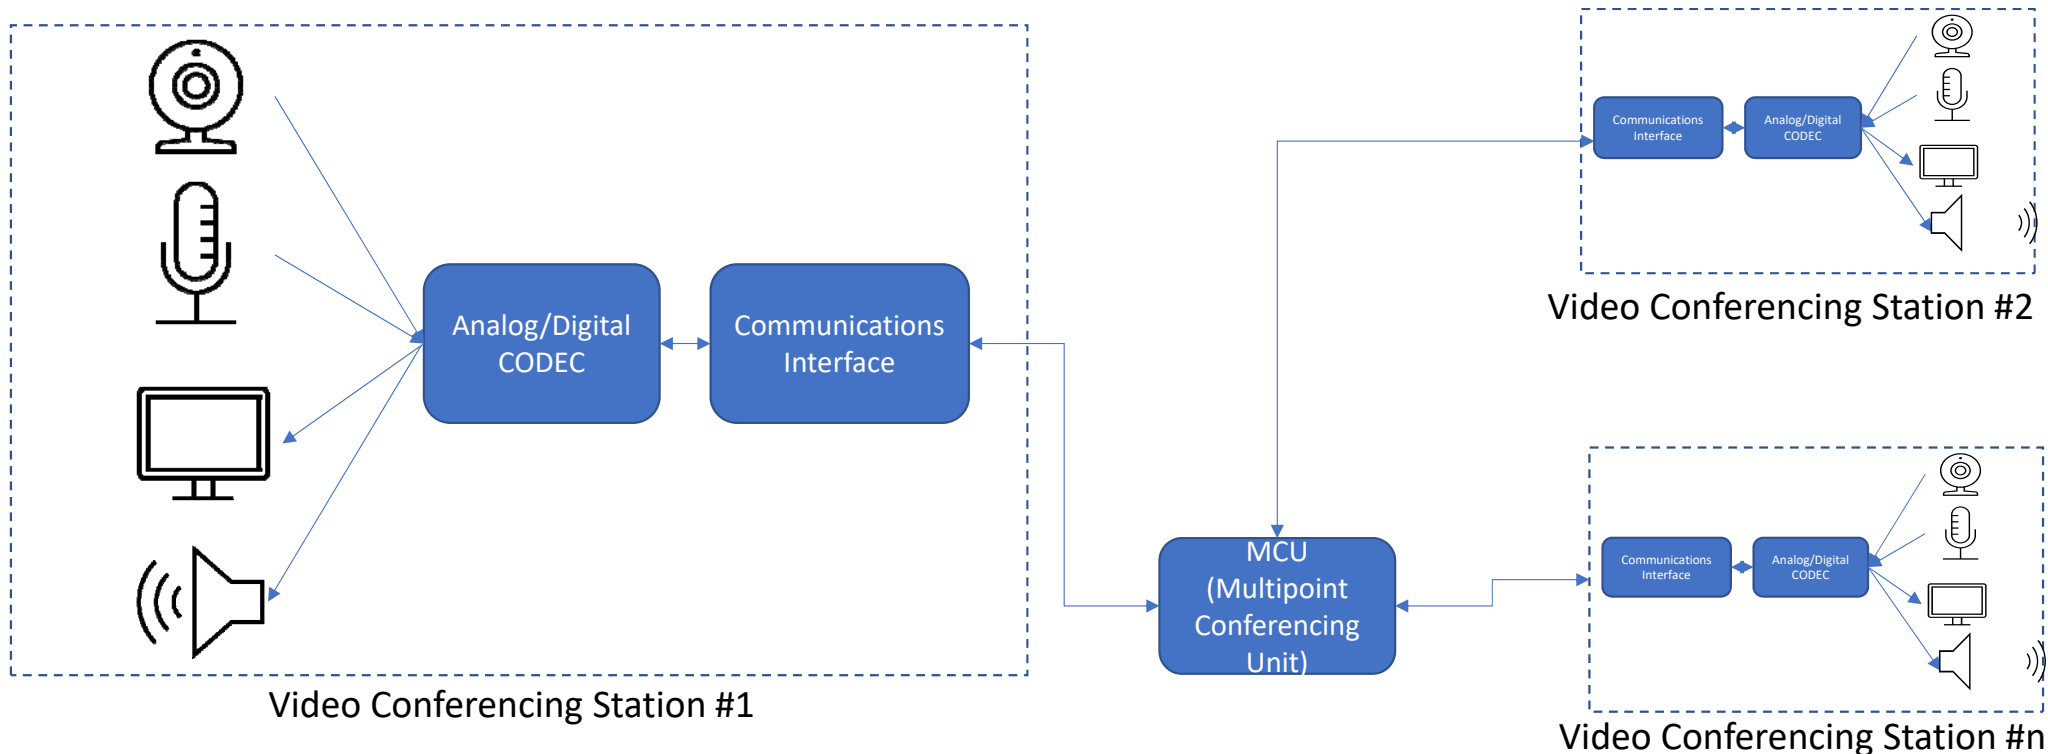 Analog/Digital
CODEC
Communications
Interface
Video Conferencing Station #1
MCU
(Multipoint
Conferencing
Unit)
Communications
Interface
Analog/Digital
CODEC
Video Conferencing Station #2
Communications
Interface
Analog/Digital
CODEC
Video Conferencing Station #n